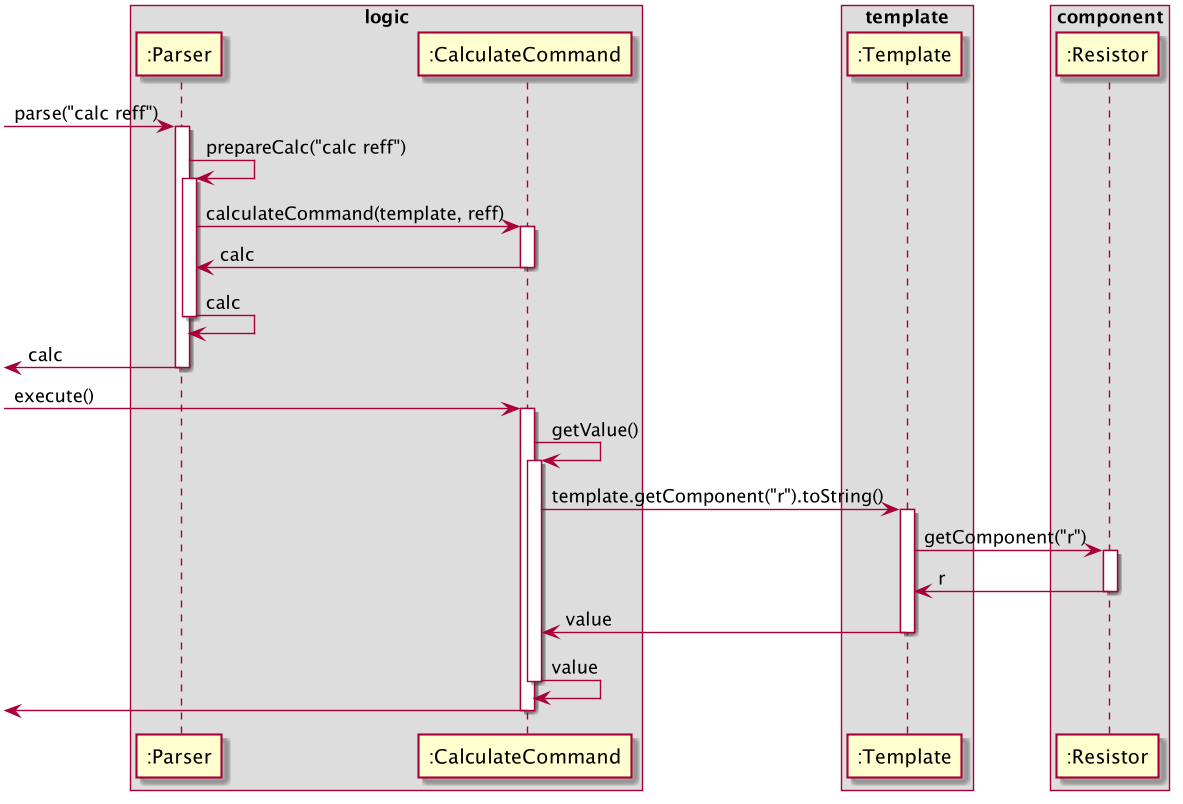 logic
template
component
:Parser
:CalculateCommand
:Template
:Resistor
parse("calc reff")
prepareCalc("calc reff")
calculateCommand(template, reff)
calc
calc
calc
execute()
getValue()
template.getComponent("r").toString()
getComponent("r")
r
value
value
:Parser
:CalculateCommand
:Template
:Resistor